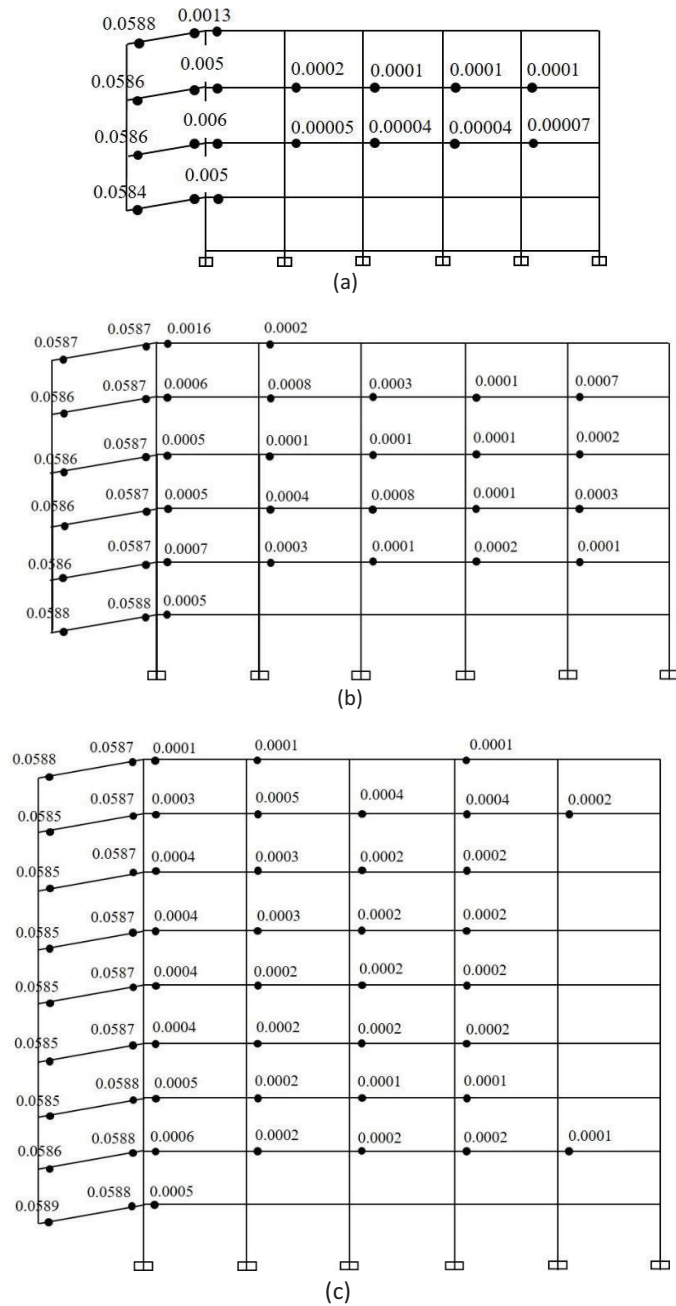 0.0588 0.0013
0.0586 0.005 0.0002 0.0001 0.0001 0.0001
0.0586 0.006 0.00005 0.00004 0.00004 0.00007
0.0584 0.005
(a)
0.0587 0.0587 0.0016 0.0002
0.0586 0.0587 0.0006 0.0008 0.0003 0.0001 0.0007
0.0586 0.0587 0.0005 0.0001 0.0001 0.0001 0.0002
0.0586 0.0587 0.0005 0.0004 0.0008 0.0001 0.0003
0.0586 0.0587 0.0007 0.0003 0.0001 0.0002 0.0001
0.0588 0.0588 0.0005
(b)
0.0588 0.0587 0.0001 0.0001 0.0001
0.0585 0.0587 0.0003 0.0005 0.0004 0.0004 0.0002
0.0585 0.0587 0.0004 0.0003 0.0002 0.0002
0.0585 0.0587 0.0004 0.0003 0.0002 0.0002
0.0585 0.0587 0.0004 0.0002 0.0002 0.0002
0.0585 0.0587 0.0004 0.0002 0.0002 0.0002
0.0585 0.0588 0.0005 0.0002 0.0001 0.0001
0.0586 0.0588 0.0006 0.0002 0.0002 0.0002 0.0001
0.0589 0.0588 0.0005
(c)